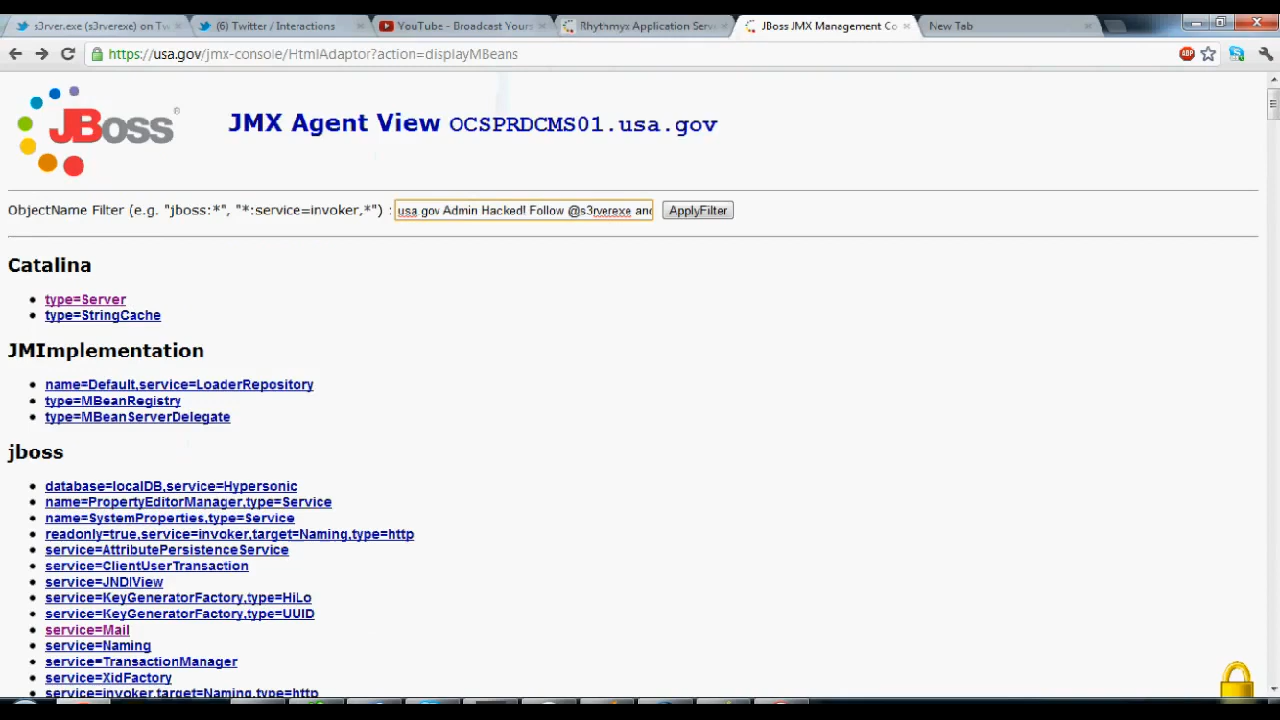 s3rver.exe (s3rverexe) on Tw
(6) Twitter / Interactions
YouTube - Broadcast Yours
Rhythmyx Application Serv
JBoss JMX Management Co
New Tab
https://usa.gov/jmx-console/HtmlAdaptor?action=displayMBeans
ABP
JBoss®
JMX Agent View OCSPRDCMS01.usa.gov
ObjectName Filter (e.g. "jboss:*", "*:service=invoker,*") : usa.gov Admin Hacked! Follow @s3rverexe and ApplyFilter
Catalina
type=Server
type=StringCache
JMImplementation
name=Default,service=LoaderRepository
type=MBeanRegistry
type=MBeanServerDelegate
jboss
database=localDB,service=Hypersonic
name=PropertyEditorManager,type=Service
name=SystemProperties,type=Service
readonly=true,service=invoker,target=Naming,type=http
service=AttributePersistenceService
service=ClientUserTransaction
service=JNDIView
service=KeyGeneratorFactory,type=HiLo
service=KeyGeneratorFactory,type=UUID
service=Mail
service=Naming
service=TransactionManager
service=XidFactory
service=invoker,target=Naming,type=http